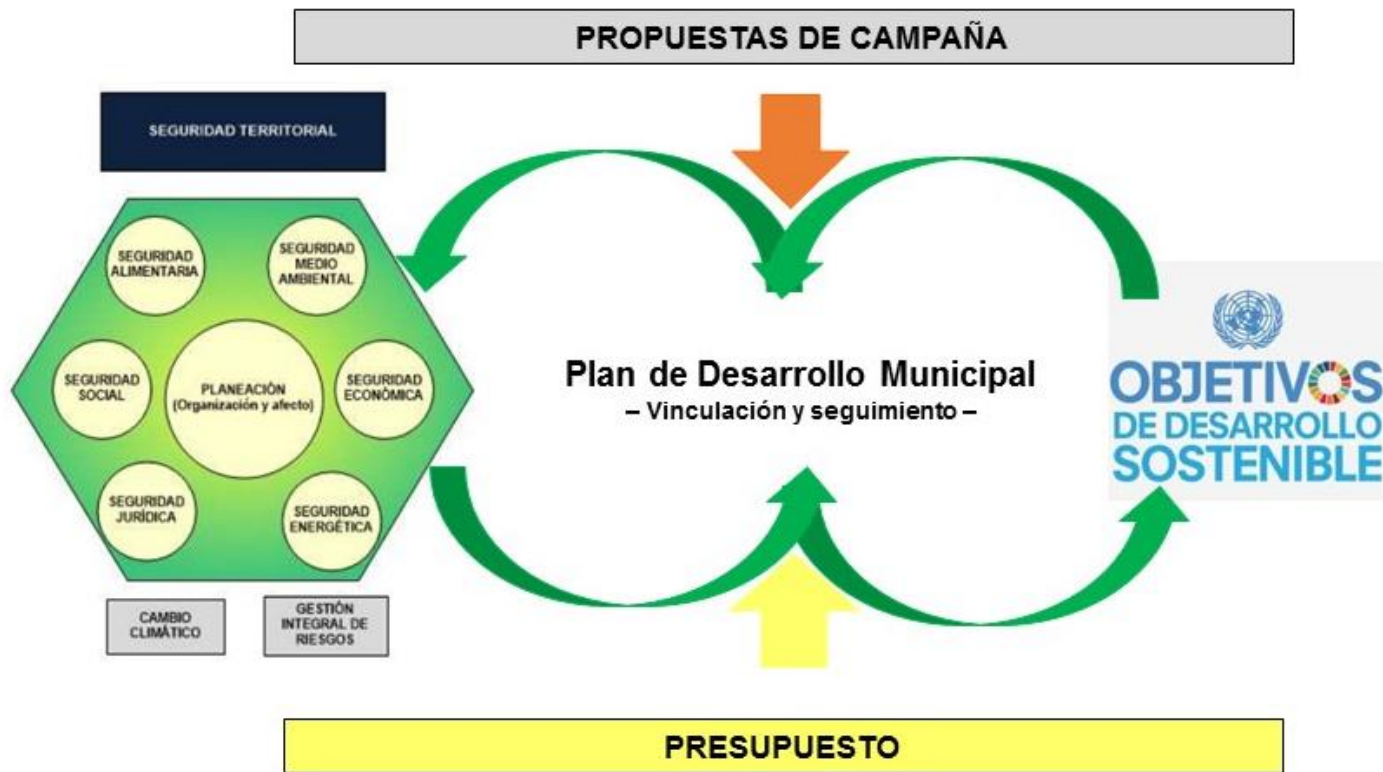 PROPUESTAS DE CAMPAÑA
SEGURIDAD TERRITORIAL
SEGURIDAD
ALIMENTARIA
SEGURIDAD
MEDIO
AMBIENTAL
SEGURIDAD
SOCIAL
PLANEACIÓN
(Organización y afecto)
SEGURIDAD
ECONÓMICA
SEGURIDAD
JURÍDICA
SEGURIDAD
ENERGÉTICA
CAMBIO
CLIMÁTICO
GESTIÓN
INTEGRAL DE
RIESGOS
Plan de Desarrollo Municipal
– Vinculación y seguimiento –
OBJETIVOS
DE DESARROLLO
SOSTENIBLE
PRESUPUESTO